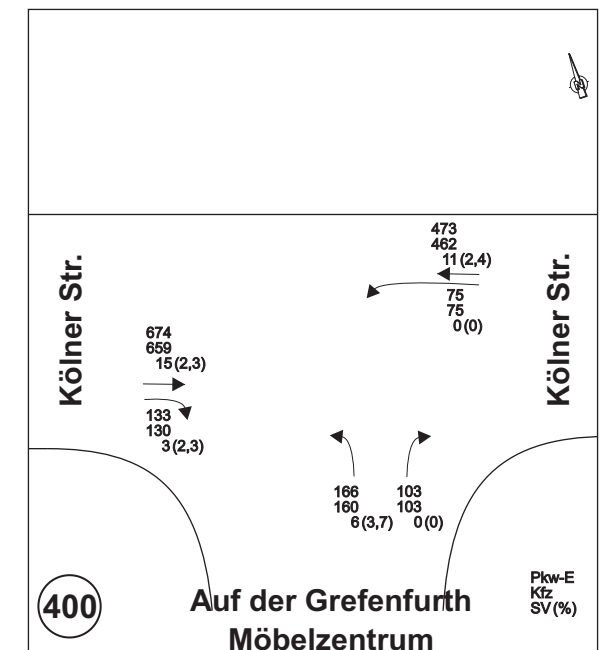 473
462
11 (2,4)
75
75
0 (0)
Kölner Str.
Kölner Str.
674
659
15 (2,3)
133
130
3 (2,3)
166
160
6 (3,7)
103
103
0 (0)
400
Auf der Grefenfurth
Möbelzentrum
Pkw-E
Kfz
SV (%)